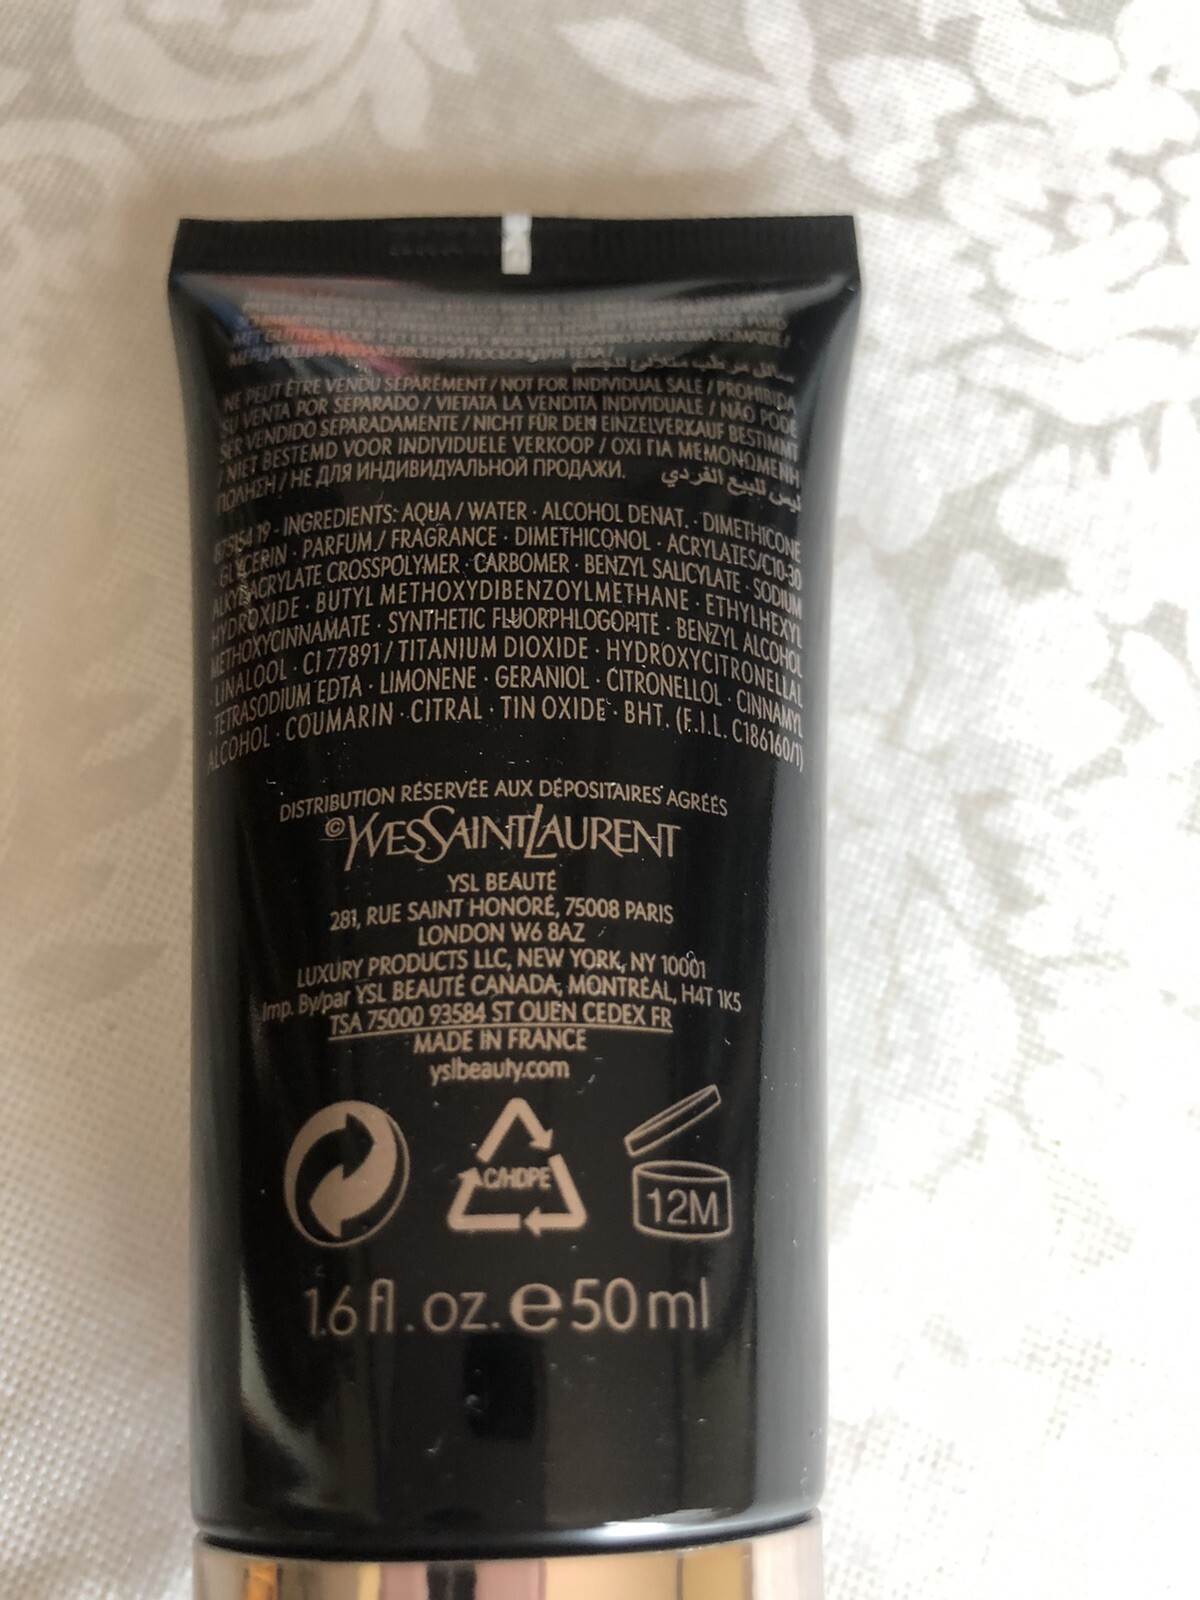 МЕРЦАЮЩИЙ УВЛАЖНЯЮЩИЙ ЛОСЬОН ДЛЯ ТЕЛА /
NE PEUT ÊTRE VENDU SÉPARÉMENT / NOT FOR INDIVIDUAL SALE / PROHIBIDA
SU VENTA POR SEPARADO / VIETATA LA VENDITA INDIVIDUALE / NÃO PODE
SER VENDIDO SEPARADAMENTE / NICHT FÜR DEN EINZELVERKAUF BESTIMMT
/ NIET BESTEMD VOOR INDIVIDUELE VERKOOP / ΟΧΙ ΓΙΑ ΜΕΜΟΝΩΜΕΝΗ
ΠΩΛΗΣΗ / НЕ ДЛЯ ИНДИВИДУАЛЬНОЙ ПРОДАЖИ. ليس للبيع الفردي
INGREDIENTS: AQUA / WATER · ALCOHOL DENAT. · DIMETHICONE
· GLYCERIN · PARFUM / FRAGRANCE · DIMETHICONOL · ACRYLATES/C10-30
ALKYL ACRYLATE CROSSPOLYMER · CARBOMER · BENZYL SALICYLATE · SODIUM
HYDROXIDE · BUTYL METHOXYDIBENZOYLMETHANE · ETHYLHEXYL
METHOXYCINNAMATE · SYNTHETIC FLUORPHLOGOPITE · BENZYL ALCOHOL
· LINALOOL · CI 77891 / TITANIUM DIOXIDE · HYDROXYCITRONELLAL
· TETRASODIUM EDTA · LIMONENE · GERANIOL · CITRONELLOL · CINNAMYL
ALCOHOL · COUMARIN · CITRAL · TIN OXIDE · BHT. (F.I.L. C186160/1)
DISTRIBUTION RÉSERVÉE AUX DÉPOSITAIRES AGRÉÉS
© YVESSAINTLAURENT
YSL BEAUTÉ
281, RUE SAINT HONORÉ, 75008 PARIS
LONDON W6 8AZ
LUXURY PRODUCTS LLC, NEW YORK, NY 10001
Imp. By/par YSL BEAUTÉ CANADA, MONTRÉAL, H4T 1K5
TSA 75000 93584 ST OUEN CEDEX FR
MADE IN FRANCE
yslbeauty.com
C/HDPE
12M
1.6 fl. oz. e 50 ml